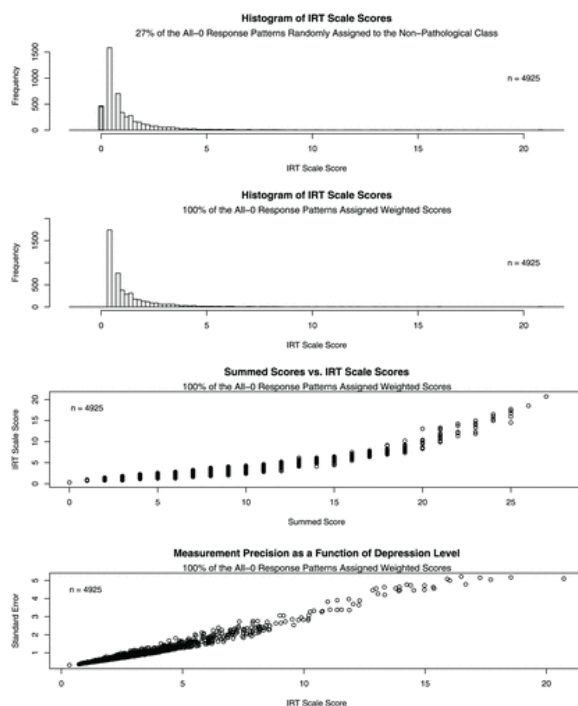 Histogram of IRT Scale Scores
27% of the All−0 Response Patterns Randomly Assigned to the Non−Pathological Class
Frequency
0 500 1500
n = 4925
0 5 10 15 20
IRT Scale Score
Histogram of IRT Scale Scores
100% of the All−0 Response Patterns Assigned Weighted Scores
Frequency
0 500 1500
n = 4925
0 5 10 15 20
IRT Scale Score
Summed Scores vs. IRT Scale Scores
100% of the All−0 Response Patterns Assigned Weighted Scores
IRT Scale Score
0 5 10 15 20
n = 4925
0 5 10 15 20 25
Summed Score
Measurement Precision as a Function of Depression Level
100% of the All−0 Response Patterns Assigned Weighted Scores
Standard Error
1 2 3 4 5
n = 4925
0 5 10 15 20
IRT Scale Score